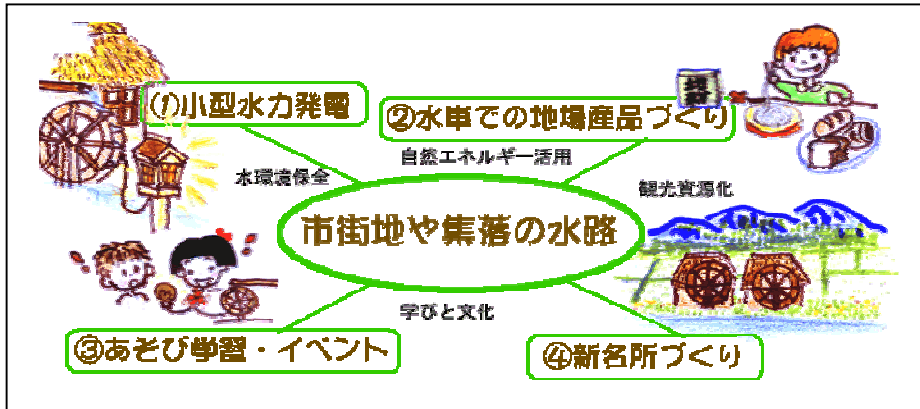 ①小型水力発電
②水車での地場産品づくり
自然エネルギー活用
水環境保全
観光資源化
市街地や集落の水路
学びと文化
③あそび学習・イベント
④新名所づくり